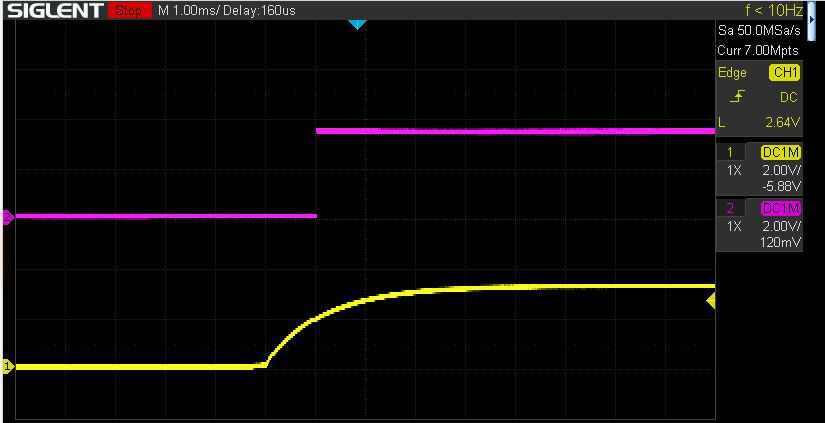 SIGLENT Stop M 1.00ms/ Delay:160us f < 10Hz
Sa 50.0MSa/s
Curr 7.00Mpts
Edge CH1
DC
L 2.64V
1 DC1M
1X 2.00V/
-5.88V
2 DC1M
1X 2.00V/
120mV
2
1